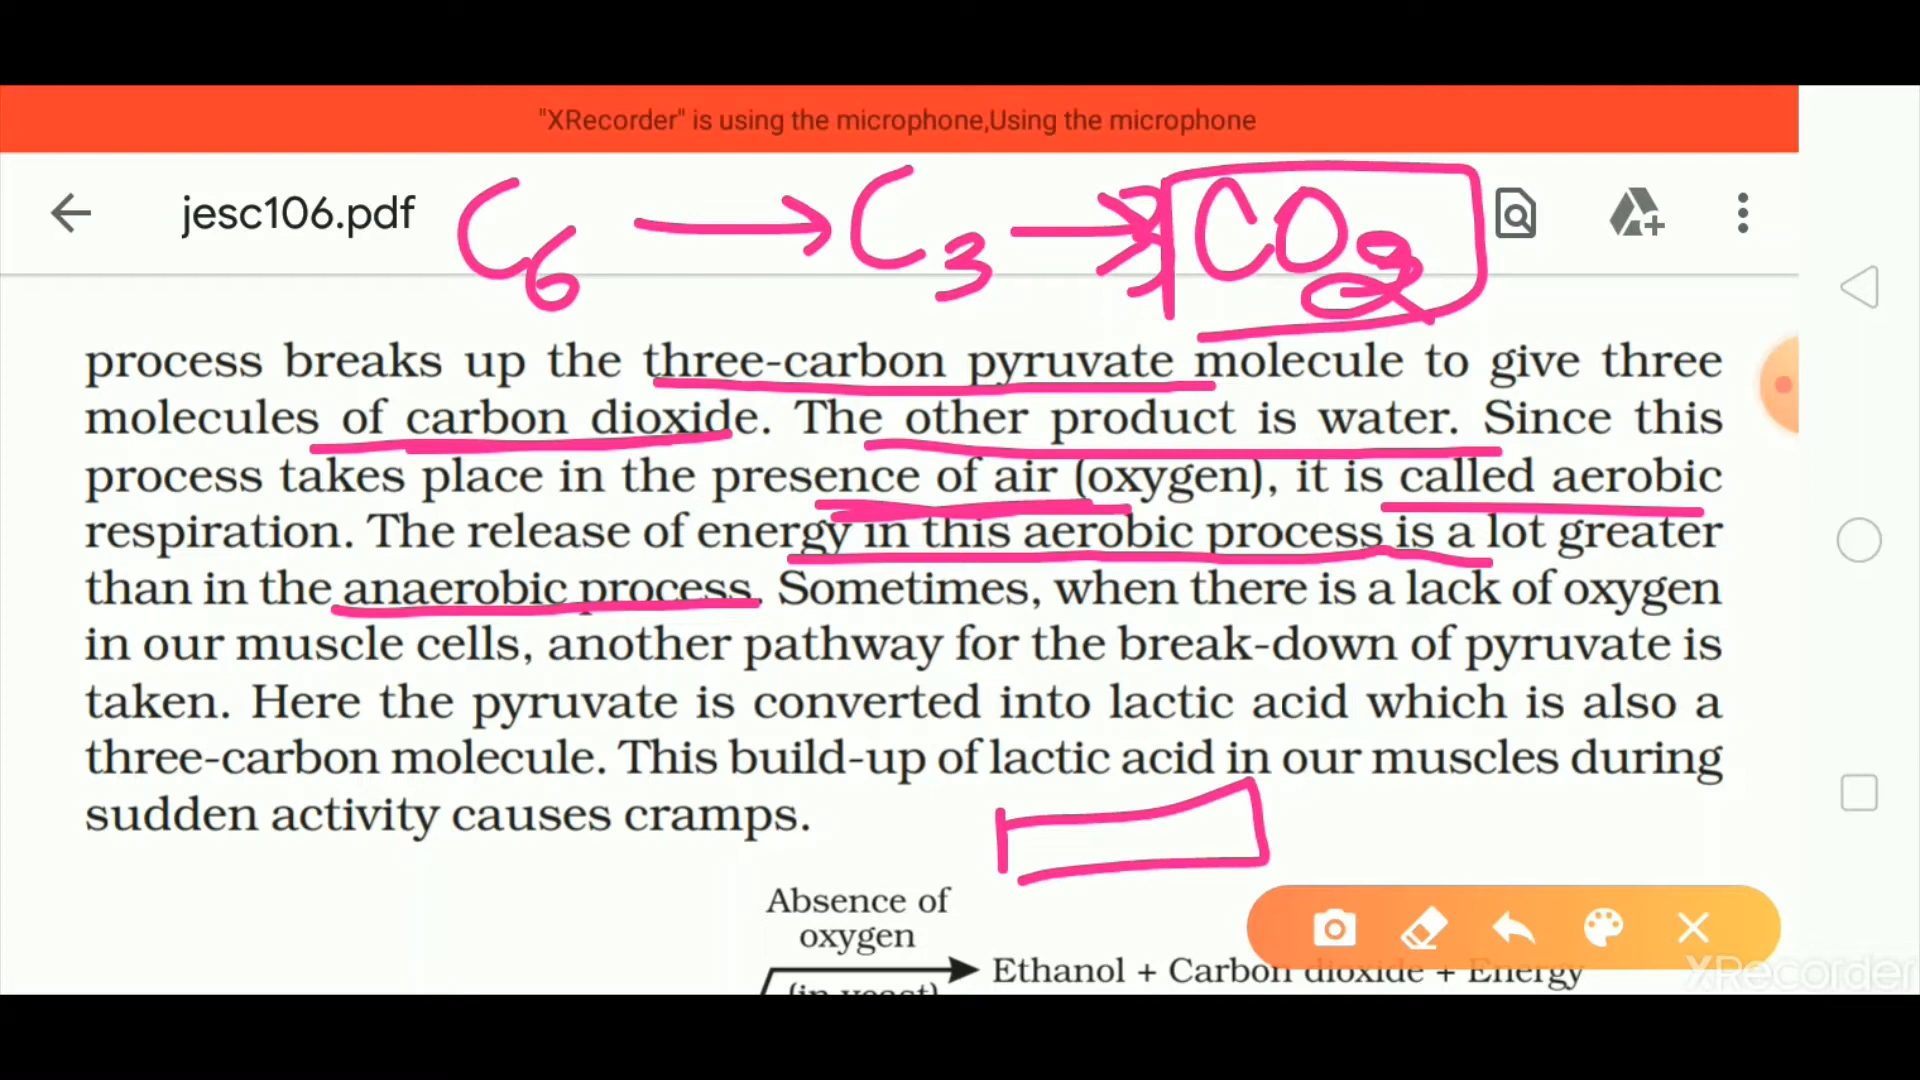 "XRecorder" is using the microphone,Using the microphone
jesc106.pdf
C6 → C3 → CO2
process breaks up the three-carbon pyruvate molecule to give three
molecules of carbon dioxide. The other product is water. Since this
process takes place in the presence of air (oxygen), it is called aerobic
respiration. The release of energy in this aerobic process is a lot greater
than in the anaerobic process. Sometimes, when there is a lack of oxygen
in our muscle cells, another pathway for the break-down of pyruvate is
taken. Here the pyruvate is converted into lactic acid which is also a
three-carbon molecule. This build-up of lactic acid in our muscles during
sudden activity causes cramps.
Absence of
oxygen
Ethanol + Carbon dioxide + Energy
(in yeast)
XRecorder